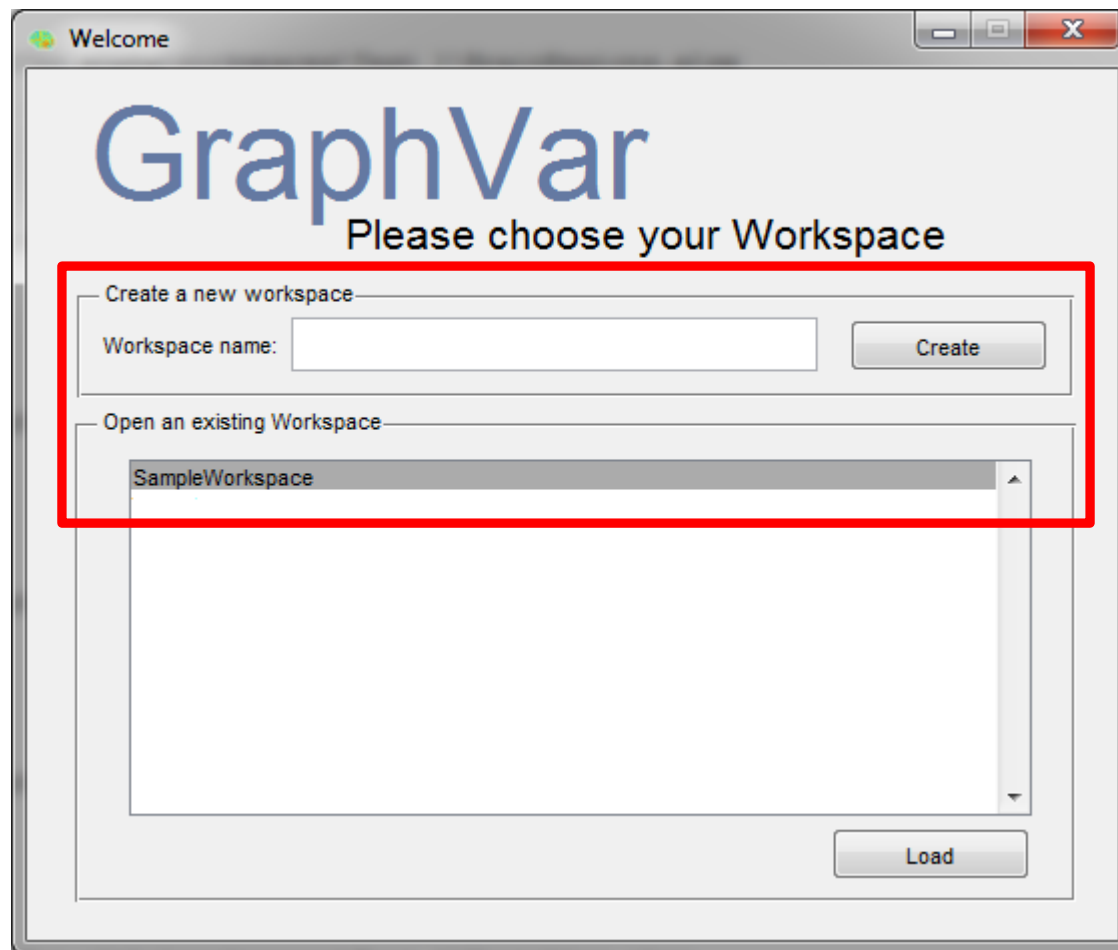 Welcome
GraphVar
Please choose your Workspace
Create a new workspace
Workspace name: Create
Open an existing Workspace
SampleWorkspace
Load